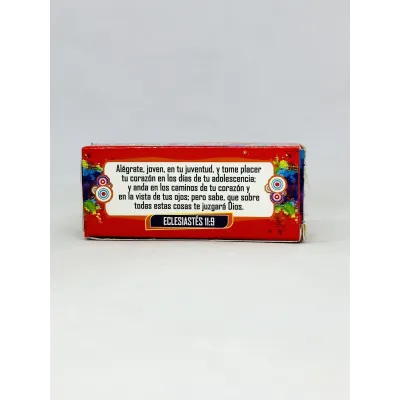 Alégrate, joven, en tu juventud, y tome placer
tu corazón en los días de tu adolescencia;
y anda en los caminos de tu corazón y
en la vista de tus ojos; pero sabe, que sobre
todas estas cosas te juzgará Dios.
ECLESIASTÉS 11:9